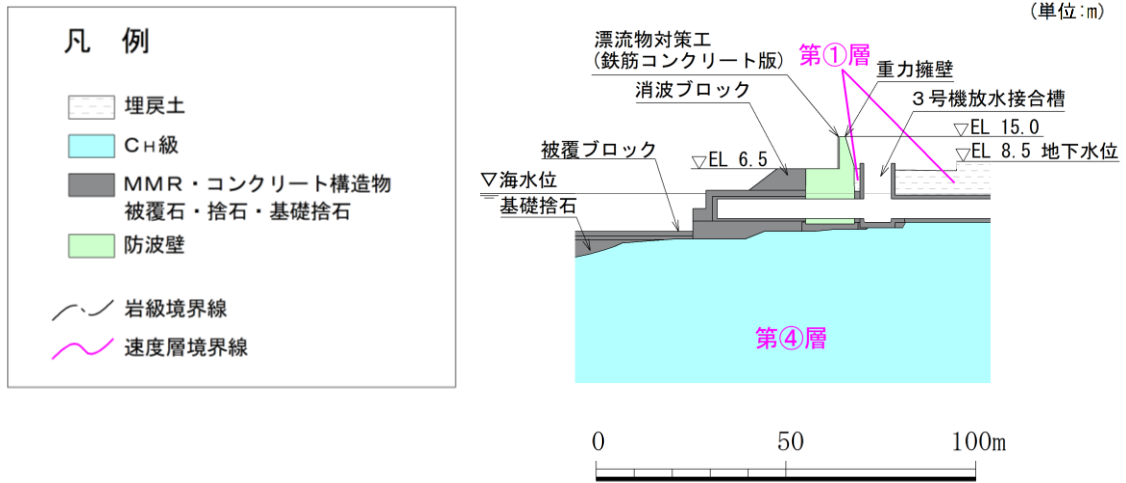 (単位:m)
凡 例
埋戻土
CH級
MMR・コンクリート構造物
被覆石・捨石・基礎捨石
防波壁
岩級境界線
速度層境界線
漂流物対策工
(鉄筋コンクリート版)
第①層
重力擁壁
消波ブロック
3号機放水接合槽
▽EL 15.0
被覆ブロック
▽EL 6.5
▽EL 8.5 地下水位
▽海水位
基礎捨石
第④層
0 50 100m